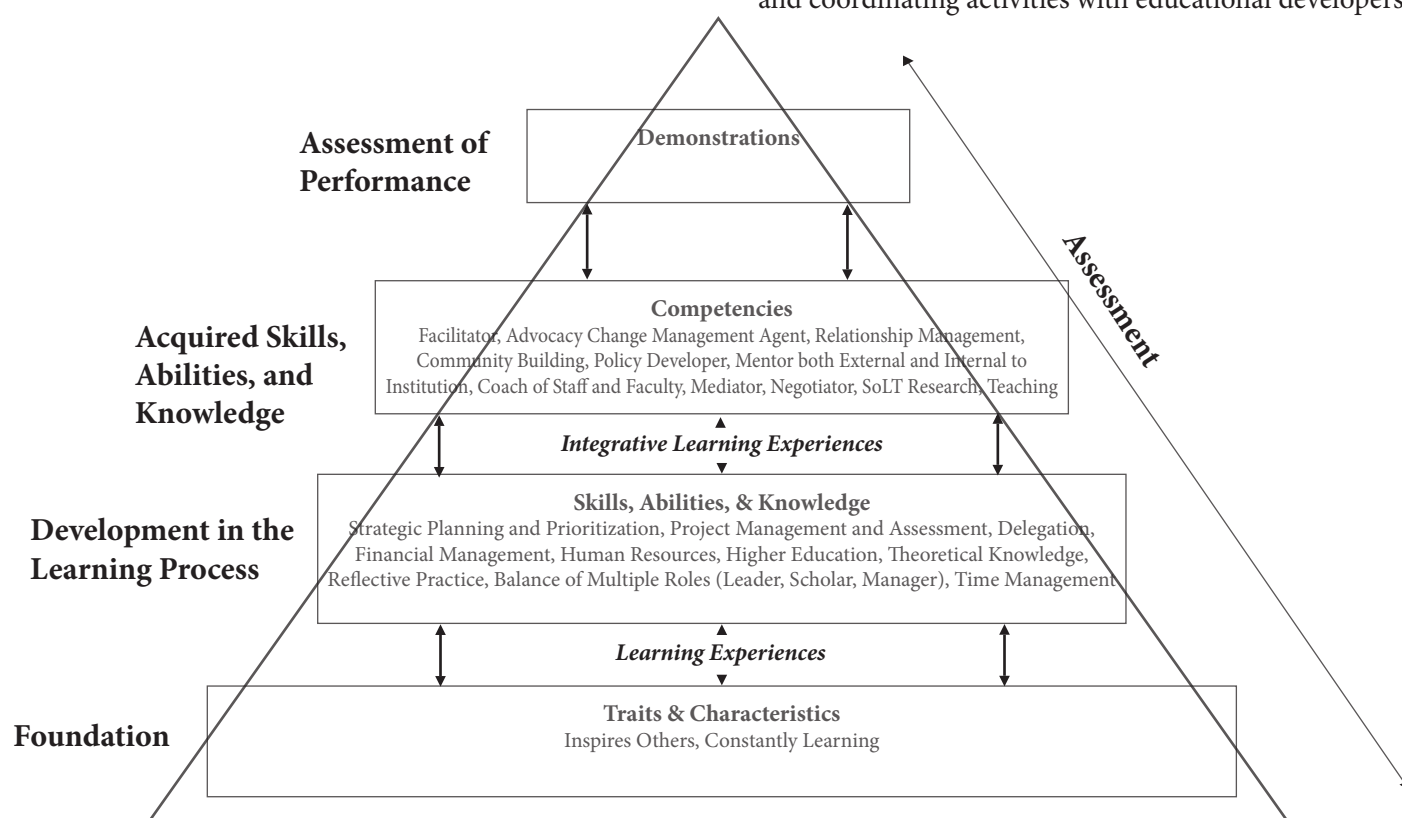 and coordinating activities with educational developers
Assessment of
Performance
Demonstrations
Assessment
Acquired Skills,
Abilities, and
Knowledge
Competencies
Facilitator, Advocacy Change Management Agent, Relationship Management,
Community Building, Policy Developer, Mentor both External and Internal to
Institution, Coach of Staff and Faculty, Mediator, Negotiator, SoLT Research, Teaching
Integrative Learning Experiences
Development in the
Learning Process
Skills, Abilities, & Knowledge
Strategic Planning and Prioritization, Project Management and Assessment, Delegation,
Financial Management, Human Resources, Higher Education, Theoretical Knowledge,
Reflective Practice, Balance of Multiple Roles (Leader, Scholar, Manager), Time Management
Learning Experiences
Foundation
Traits & Characteristics
Inspires Others, Constantly Learning